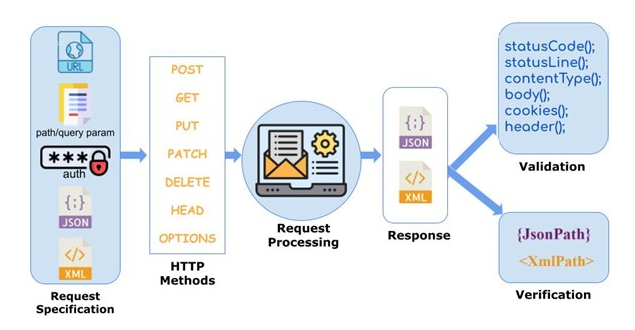 URL
path/query param
***
auth
{;}
JSON
</>
XML
Request
Specification
POST
GET
PUT
PATCH
DELETE
HEAD
OPTIONS
HTTP
Methods
Request
Processing
{;}
JSON
</>
XML
Response
statusCode();
statusLine();
contentType();
body();
cookies();
header();
Validation
{JsonPath}
<XmlPath>
Verification